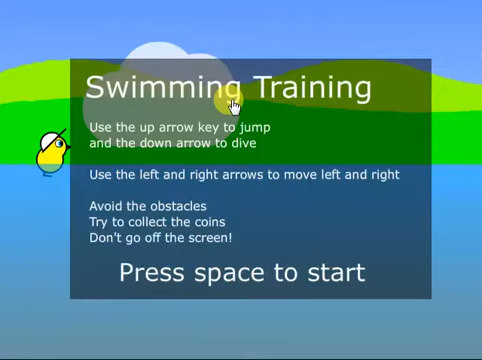 Swimming Training
Use the up arrow key to jump
and the down arrow to dive
Use the left and right arrows to move left and right
Avoid the obstacles
Try to collect the coins
Don't go off the screen!
Press space to start